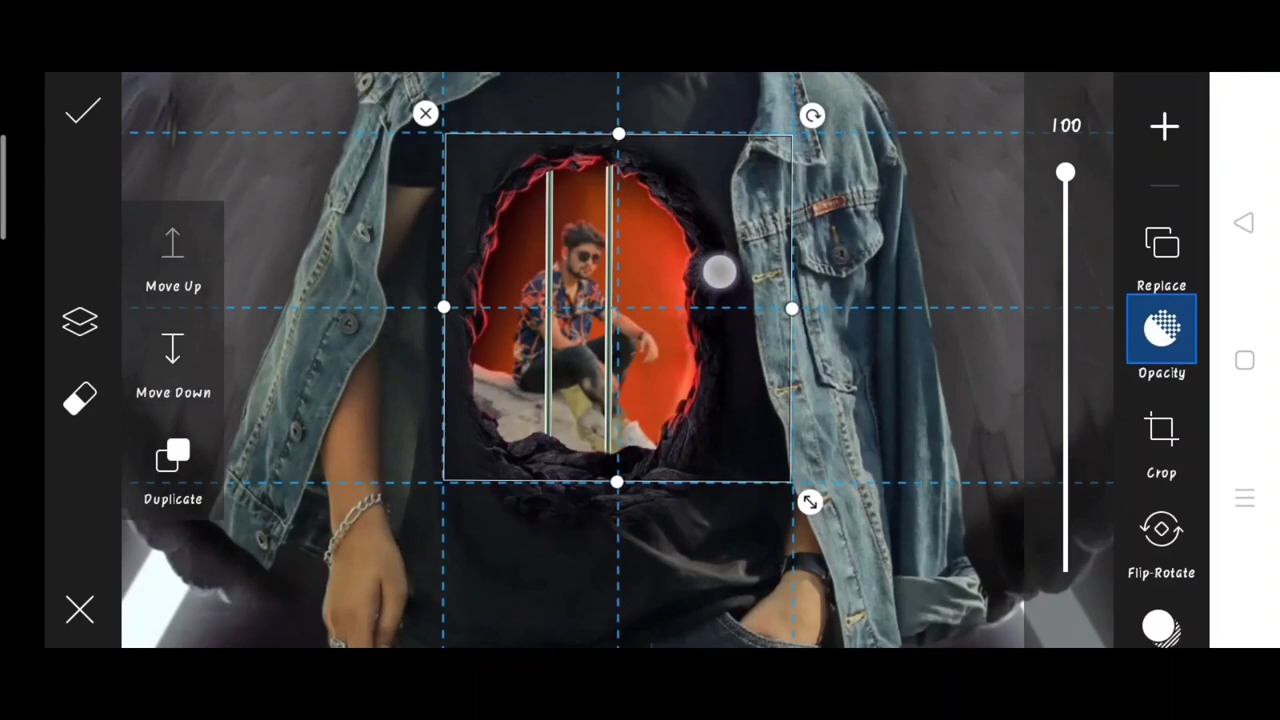 Move Up
Move Down
Duplicate
100
Replace
Opacity
Crop
Flip-Rotate